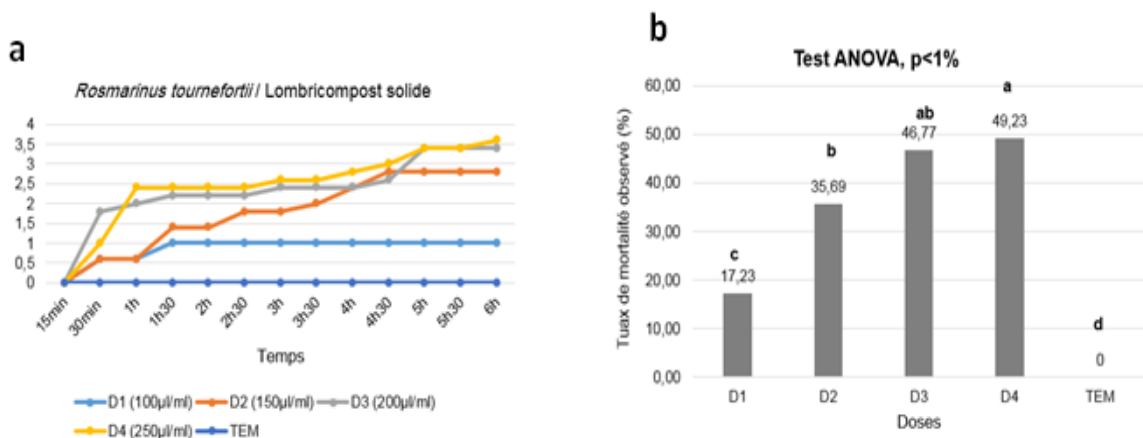 a
Rosmarinus tournefortii / Lombricompost solide
4
3,5
3
2,5
2
1,5
1
0,5
0
15min
30min
1h
1h30
2h
2h30
3h
3h30
4h
4h30
5h
5h30
6h
Temps
D1 (100µl/ml)
D2 (150µl/ml)
D3 (200µl/ml)
D4 (250µl/ml)
TEM
b
Test ANOVA, p<1%
Tuax de mortalité observé (%)
60,00
50,00
40,00
30,00
20,00
10,00
0,00
c
17,23
b
35,69
ab
46,77
a
49,23
d
0
D1
D2
D3
D4
TEM
Doses